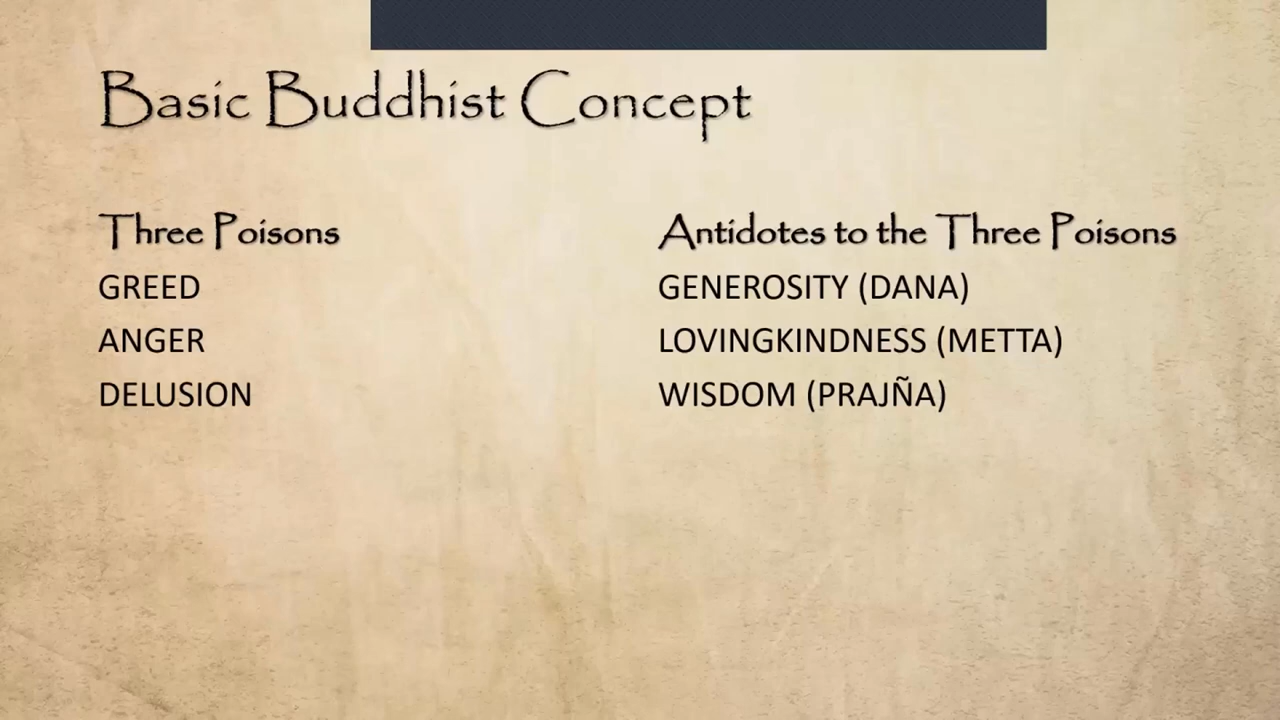 Basic Buddhist Concept
Three Poisons
GREED
ANGER
DELUSION
Antidotes to the Three Poisons
GENEROSITY (DANA)
LOVINGKINDNESS (METTA)
WISDOM (PRAJÑA)